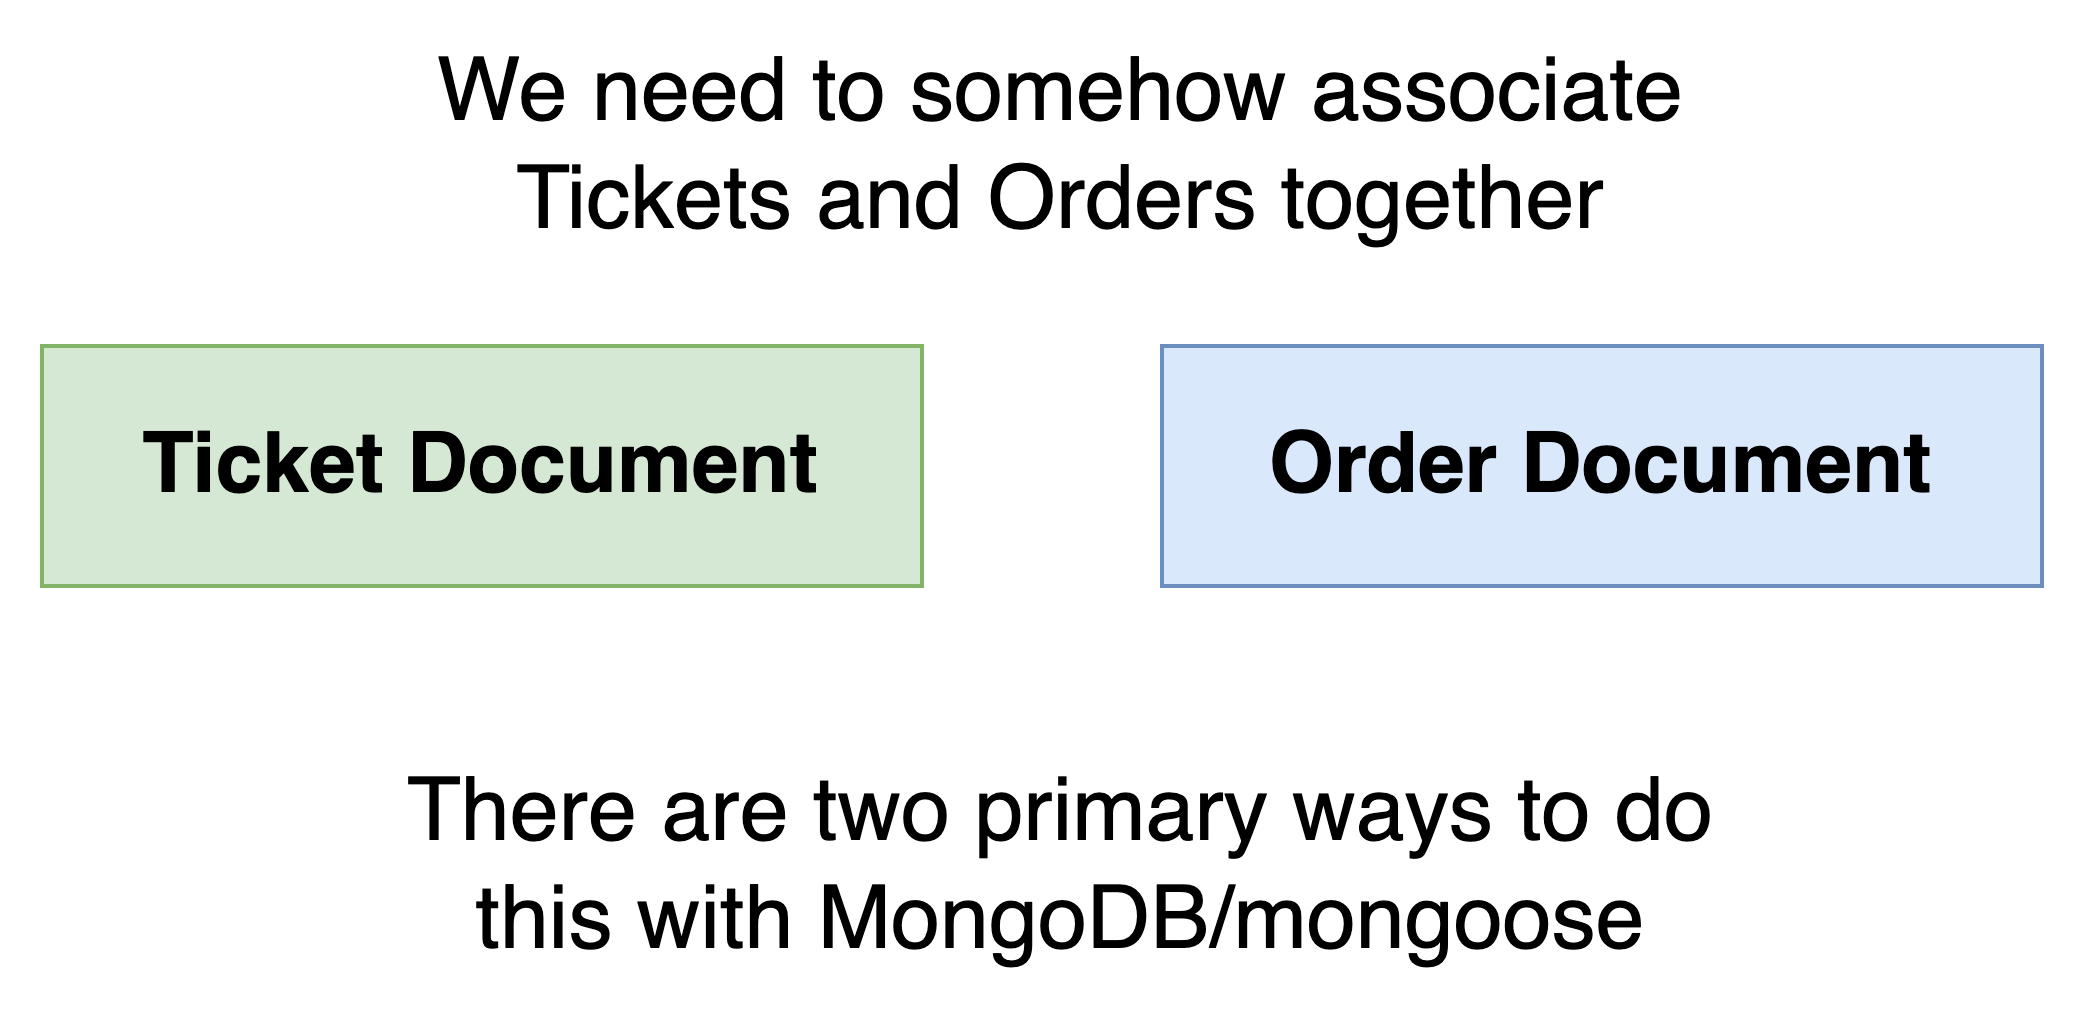 We need to somehow associate
Tickets and Orders together
Ticket Document
Order Document
There are two primary ways to do
this with MongoDB/mongoose